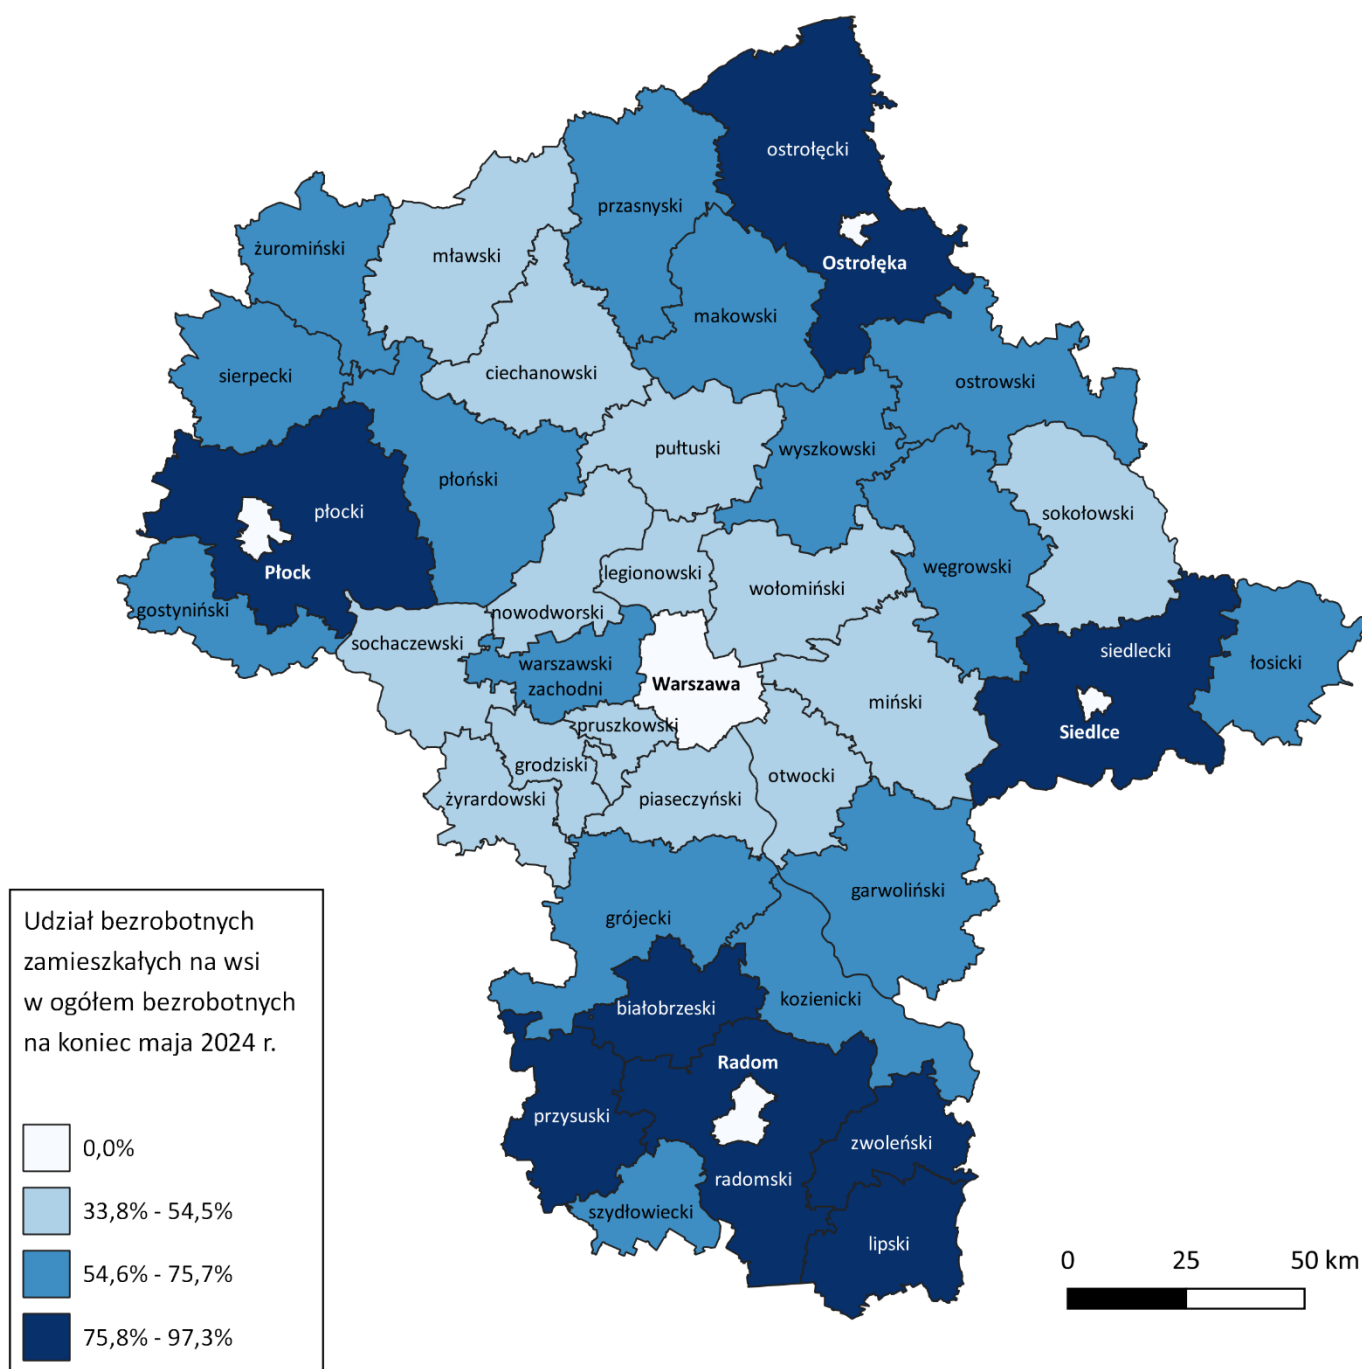 ostrołęcki
przasnyski
żuromiński
mławski
Ostrołęka
makowski
sierpecki
ciechanowski
ostrowski
pułtuski
wyszkowski
płoński
płocki
sokołowski
Płock
legionowski
węgrowski
wołomiński
gostyniński
nowodworski
sochaczewski
siedlecki
warszawski
zachodni
łosicki
Warszawa
miński
pruszkowski
Siedlce
grodziski
otwocki
żyrardowski
piaseczyński
garwoliński
grójecki
kozienicki
białobrzeski
Radom
przysuski
zwoleński
radomski
szydłowiecki
lipski
Udział bezrobotnych
zamieszkałych na wsi
w ogółem bezrobotnych
na koniec maja 2024 r.
0,0%
33,8% - 54,5%
54,6% - 75,7%
75,8% - 97,3%
0 25 50 km